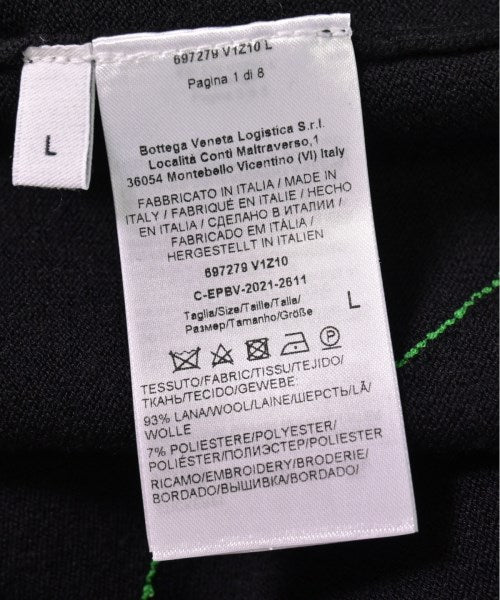 697279 V1Z10 L
Pagina 1 di 8
L
Bottega Veneta Logistica S.r.l.
Località Conti Maltraverso,1
36054 Montebello Vicentino (VI) Italy
FABBRICATO IN ITALIA / MADE IN
ITALY / FABRIQUÉ EN ITALIE / HECHO
EN ITALIA / СДЕЛАНО В ИТАЛИИ /
FABRICADO EM ITÀLIA /
HERGESTELLT IN ITALIEN
697279 V1Z10
C-EPBV-2021-2611
Taglia/Size/Taille/Talla/
Размер/Tamanho/Größe
L
P
TESSUTO/FABRIC/TISSU/TEJIDO/
ТКАНЬ/TECIDO/GEWEBE:
93% LANA/WOOL/LAINE/ШЕРСТЬ/LÃ/
WOLLE
7% POLIESTERE/POLYESTER/
POLIÉSTER/ПОЛИЭСТЕР/POLIESTER
RICAMO/EMBROIDERY/BRODERIE/
BORDADO/ВЫШИВКА/BORDADO/